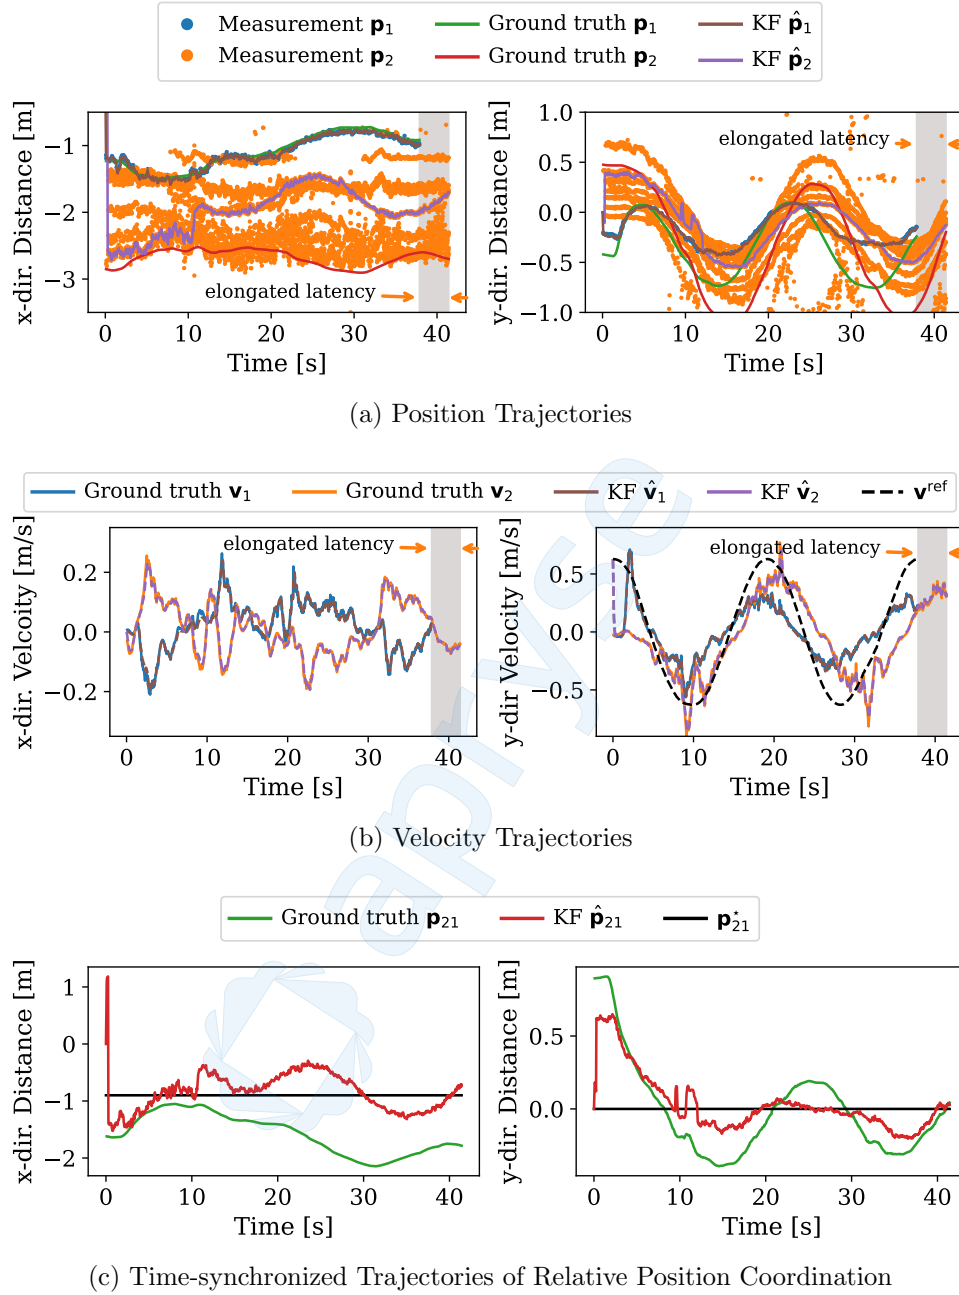 Measurement p1 Ground truth p1 KF p̂1
Measurement p2 Ground truth p2 KF p̂2
x-dir. Distance [m]
−1
−2
−3
elongated latency
0 10 20 30 40
Time [s]
y-dir. Distance [m]
1.0
0.5
0.0
−0.5
−1.0
elongated latency
0 10 20 30 40
Time [s]
(a) Position Trajectories
Ground truth v1 Ground truth v2 KF v̂1 KF v̂2 v^ref
x-dir. Velcoity [m/s]
0.2
0.0
−0.2
elongated latency
0 10 20 30 40
Time [s]
y-dir Velocity [m/s]
0.5
0.0
−0.5
elongated latency
0 10 20 30 40
Time [s]
(b) Velocity Trajectories
Ground truth p21 KF p̂21 p*21
x-dir. Distance [m]
1
0
−1
−2
0 10 20 30 40
Time [s]
y-dir. Distance [m]
0.5
0.0
0 10 20 30 40
Time [s]
(c) Time-synchronized Trajectories of Relative Position Coordination
apryse